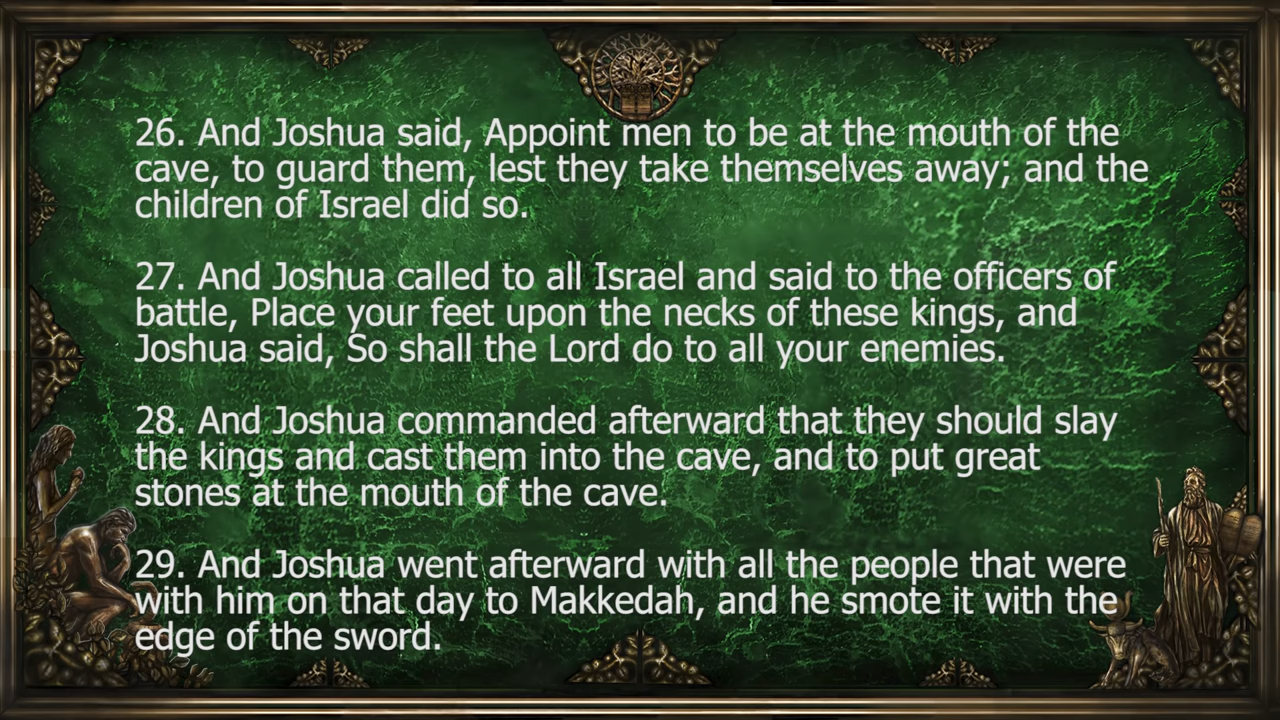 26. And Joshua said, Appoint men to be at the mouth of the
cave, to guard them, lest they take themselves away; and the
children of Israel did so.
27. And Joshua called to all Israel and said to the officers of
battle, Place your feet upon the necks of these kings, and
Joshua said, So shall the Lord do to all your enemies.
28. And Joshua commanded afterward that they should slay
the kings and cast them into the cave, and to put great
stones at the mouth of the cave.
29. And Joshua went afterward with all the people that were
with him on that day to Makkedah, and he smote it with the
edge of the sword.